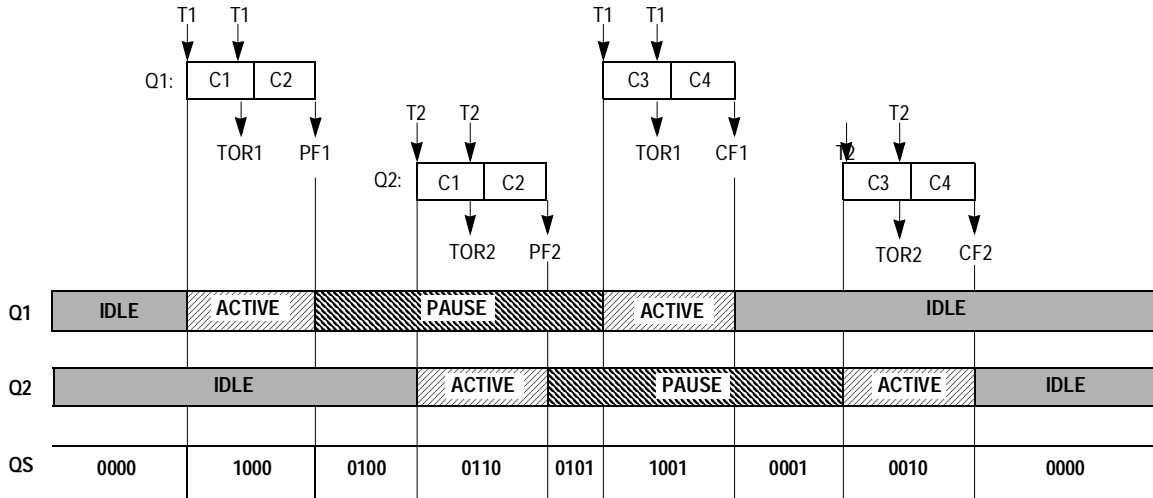 T1 T1 T1 T1
Q1: C1 C2 C3 C4
T2 T2 T2 T2
TOR1 PF1 TOR1 CF1
Q2: C1 C2 C3 C4
TOR2 PF2 TOR2 CF2
Q1 IDLE ACTIVE PAUSE ACTIVE IDLE
Q2 IDLE ACTIVE PAUSE ACTIVE IDLE
QS 0000 1000 0100 0110 0101 1001 0001 0010 0000